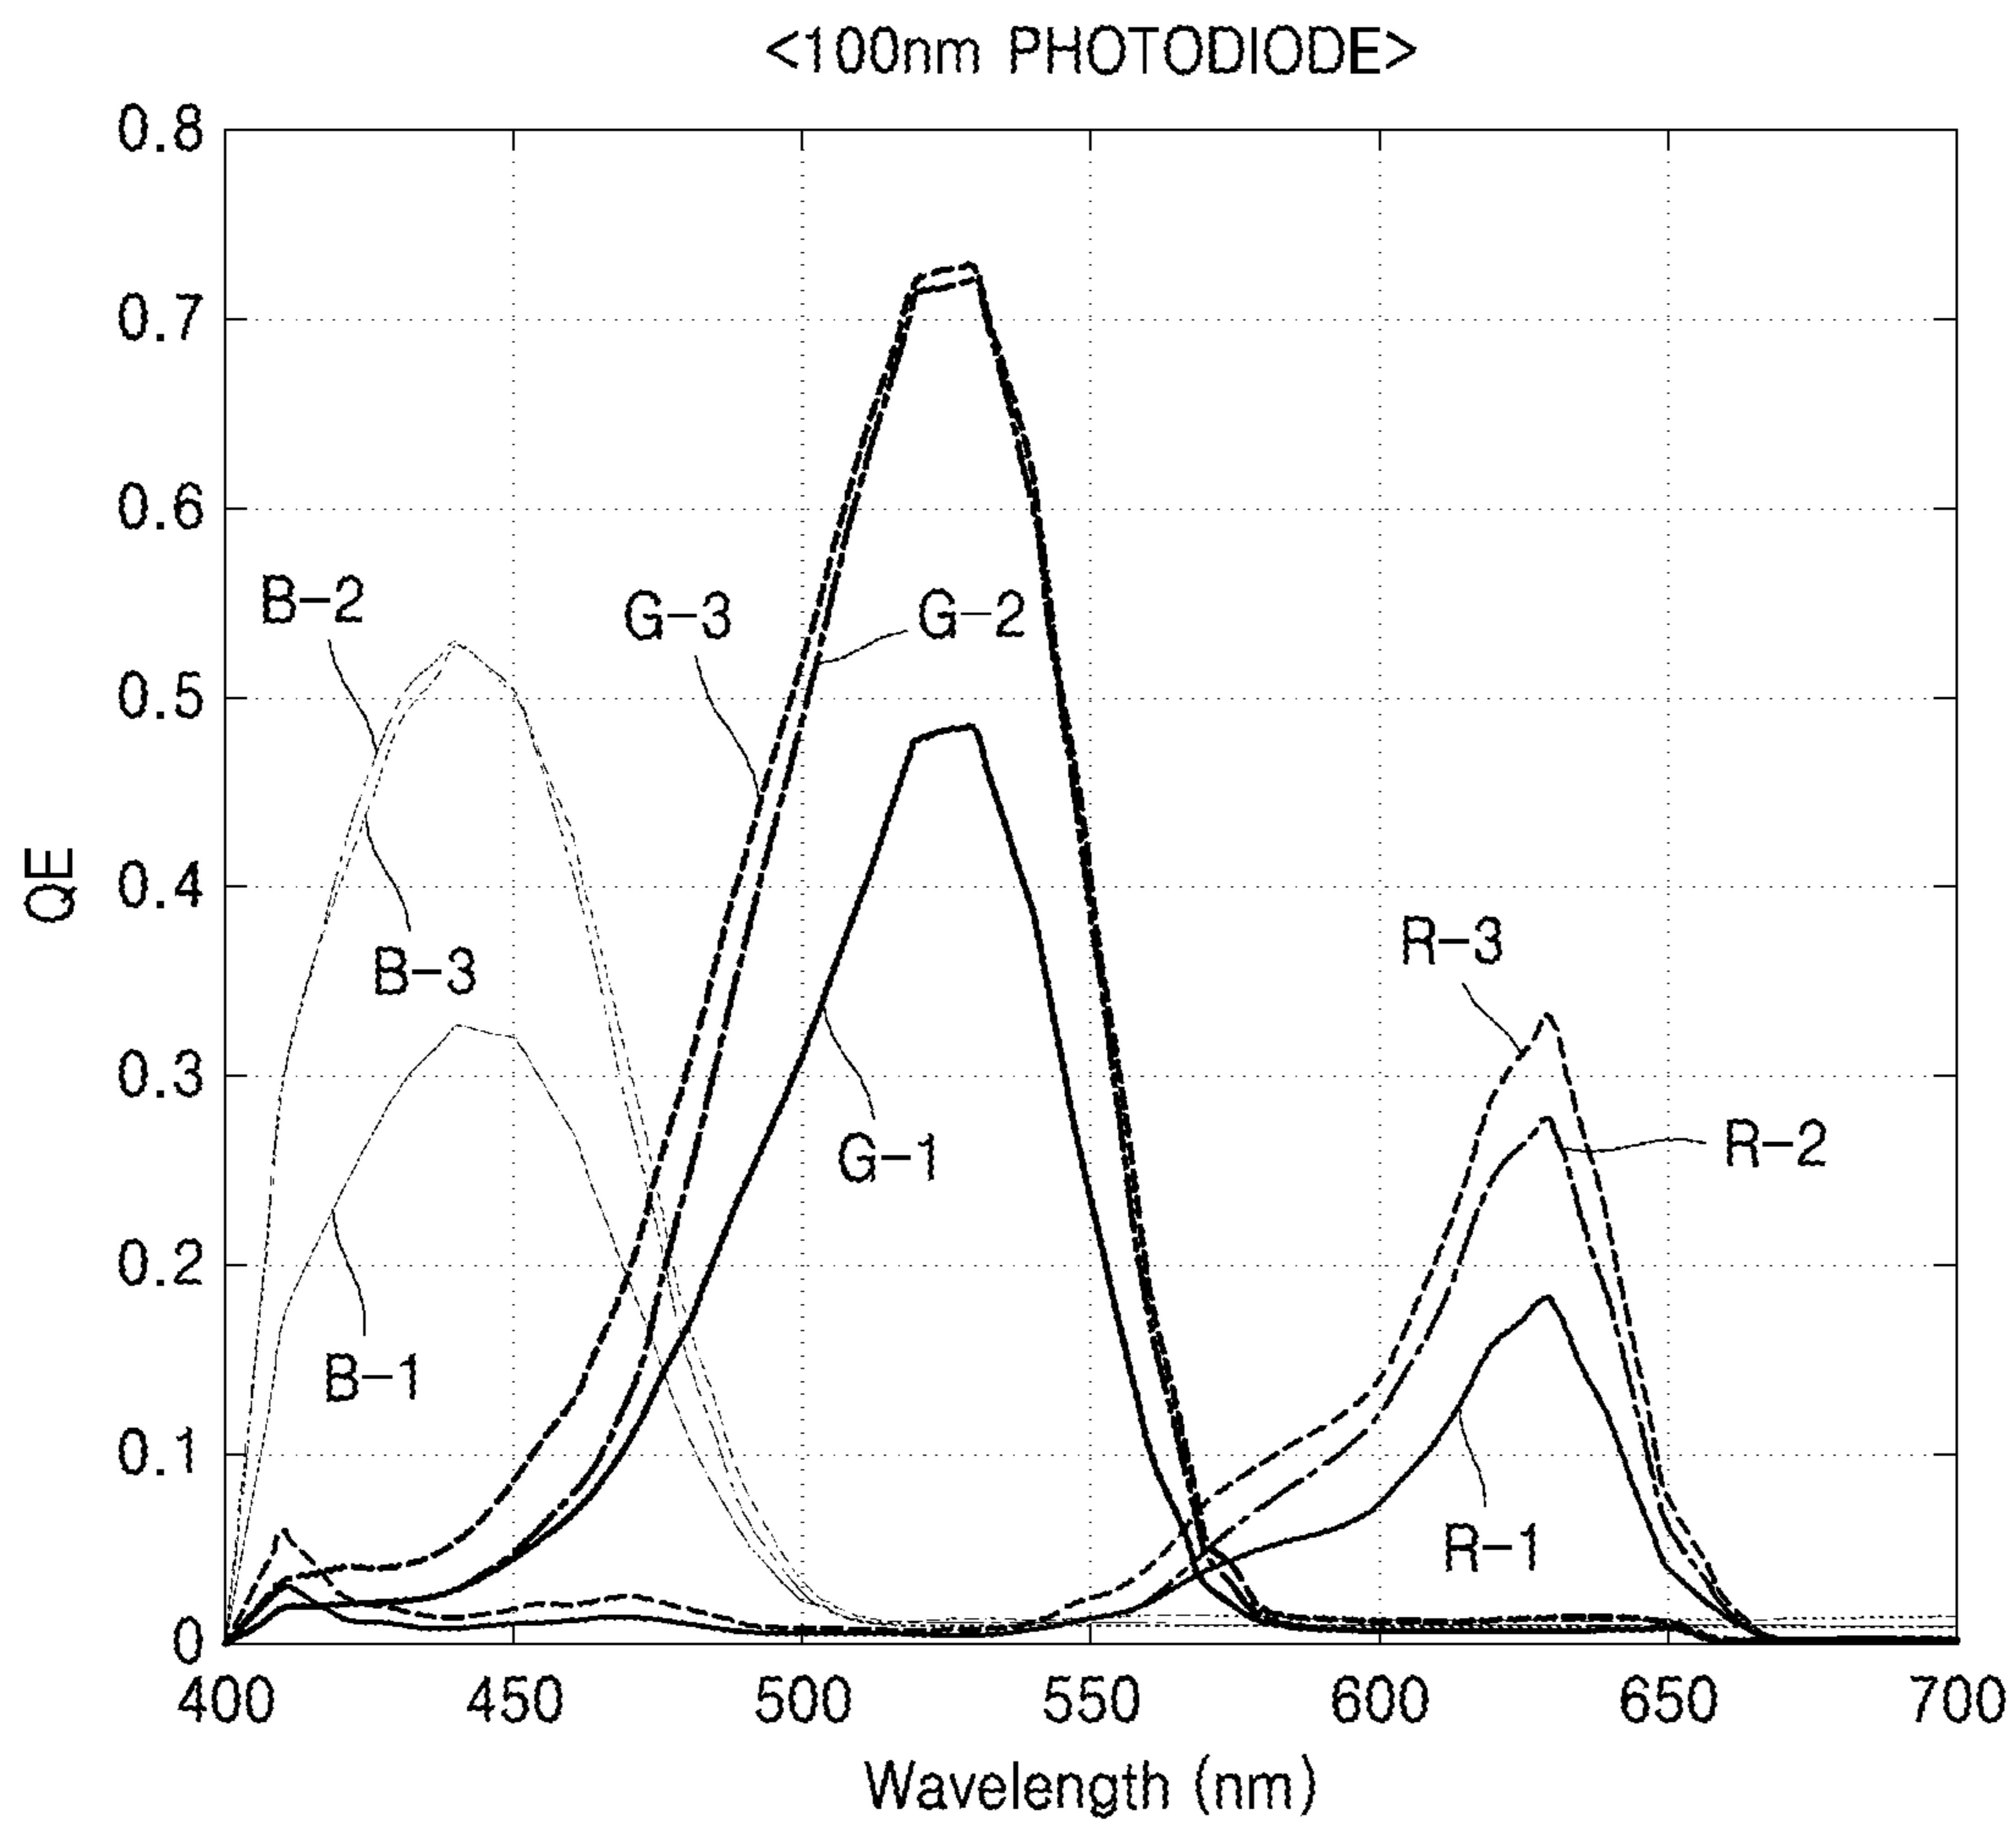 <100nm PHOTODIODE>
0.8
0.7
0.6
0.5
0.4
0.3
0.2
0.1
0
QE
B-2
G-3
G-2
B-3
R-3
G-1
R-2
B-1
R-1
400 450 500 550 600 650 700
Wavelength (nm)